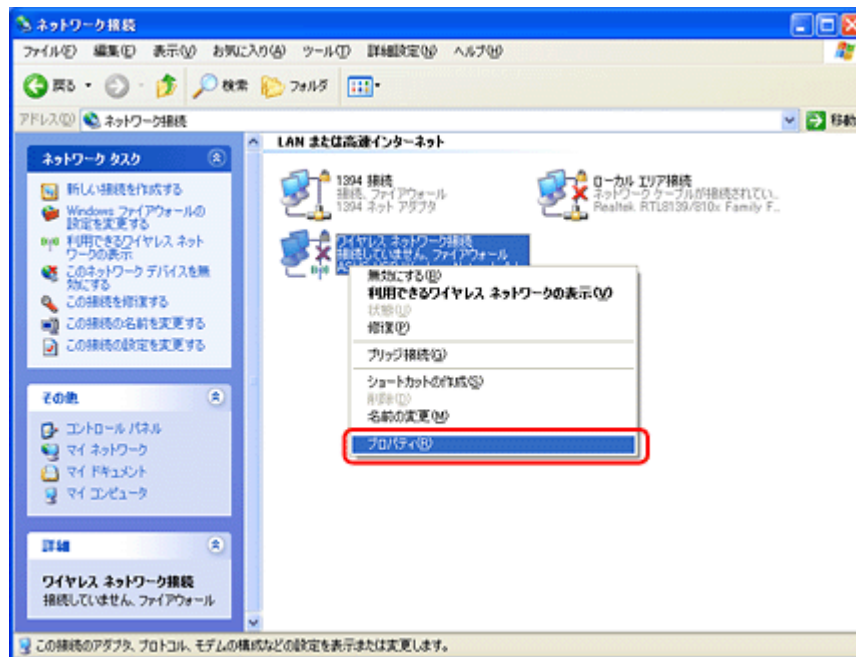 ネットワーク接続
ファイル(F) 編集(E) 表示(V) お気に入り(A) ツール(T) 詳細設定(N) ヘルプ(H)
戻る 検索 フォルダ
アドレス(D) ネットワーク接続 移動
ネットワーク タスク
新しい接続を作成する
Windows ファイアウォールの
設定を変更する
利用できるワイヤレス ネット
ワークの表示
このネットワーク デバイスを無
効にする
この接続を修復する
この接続の名前を変更する
この接続の設定を変更する
その他
コントロール パネル
マイ ネットワーク
マイ ドキュメント
マイ コンピュータ
詳細
ワイヤレス ネットワーク接続
接続していません、ファイアウォール
LAN または高速インターネット
1394 接続
接続、ファイアウォール
1394 ネット アダプタ
ローカル エリア接続
ネットワーク ケーブルが接続されてい...
Realtek RTL8139/810x Family F...
ワイヤレス ネットワーク接続
接続していません、ファイアウォール
無効にする(B)
利用できるワイヤレス ネットワークの表示(V)
状態(U)
修復(P)
ブリッジ接続(G)
ショートカットの作成(S)
削除(D)
名前の変更(M)
プロパティ(R)
この接続のアダプタ、プロトコル、モデムの構成などの設定を表示または変更します。